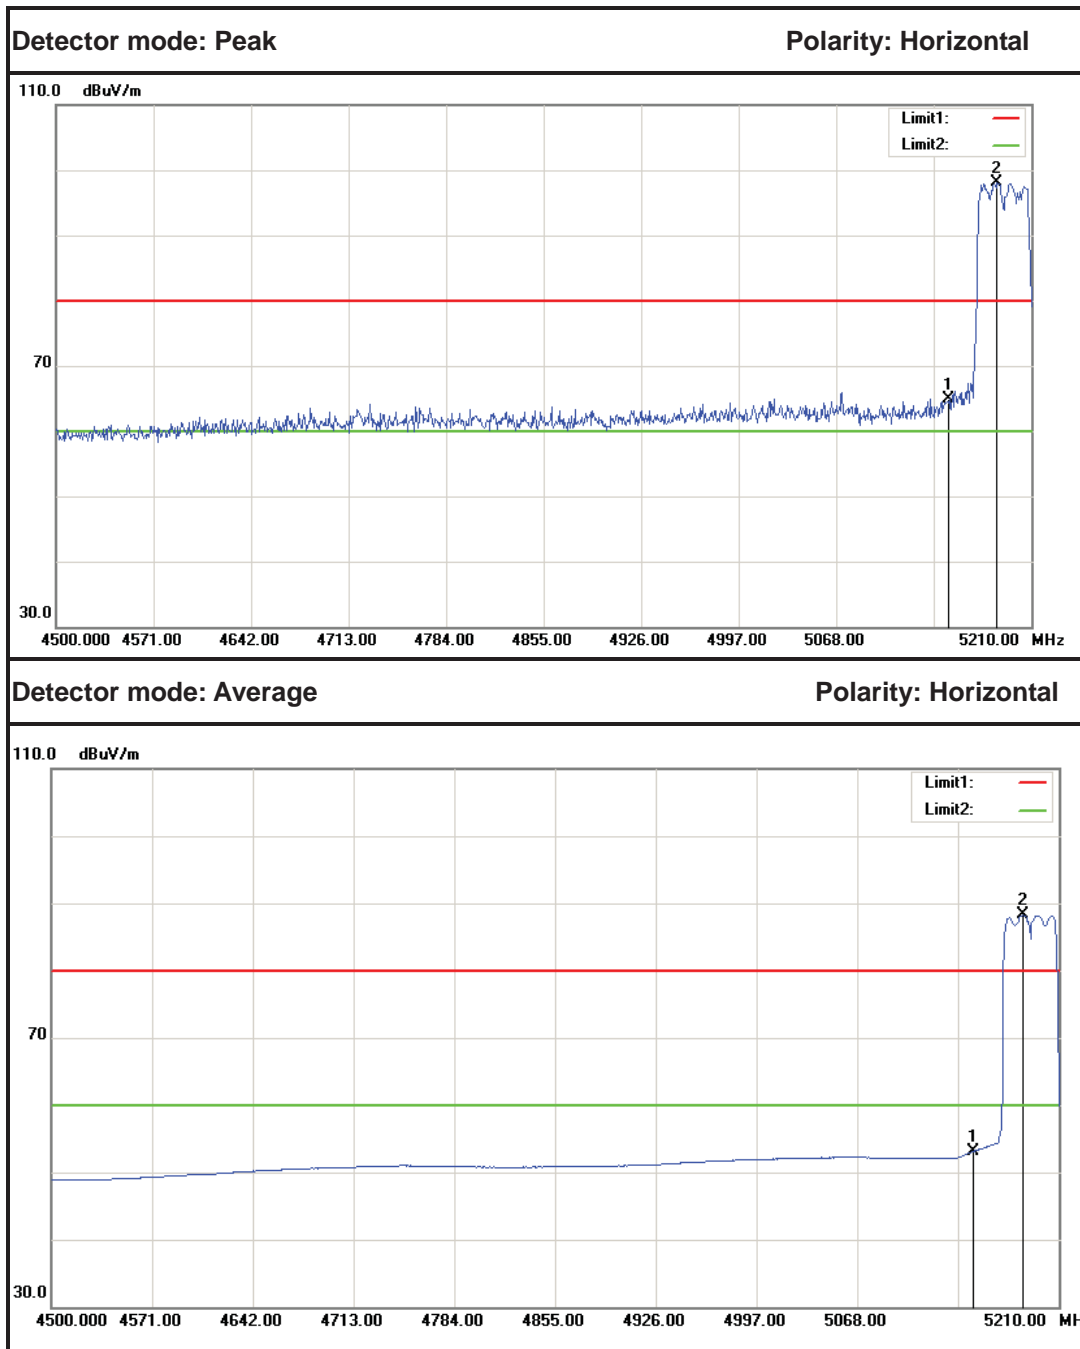 Detector mode: Peak Polarity: Horizontal
110.0 dBuV/m
Limit1:
Limit2:
2
70
1
30.0
4500.000 4571.00 4642.00 4713.00 4784.00 4855.00 4926.00 4997.00 5068.00 5210.00 MHz
Detector mode: Average Polarity: Horizontal
110.0 dBuV/m
Limit1:
Limit2:
2
70
1
30.0
4500.000 4571.00 4642.00 4713.00 4784.00 4855.00 4926.00 4997.00 5068.00 5210.00 MH